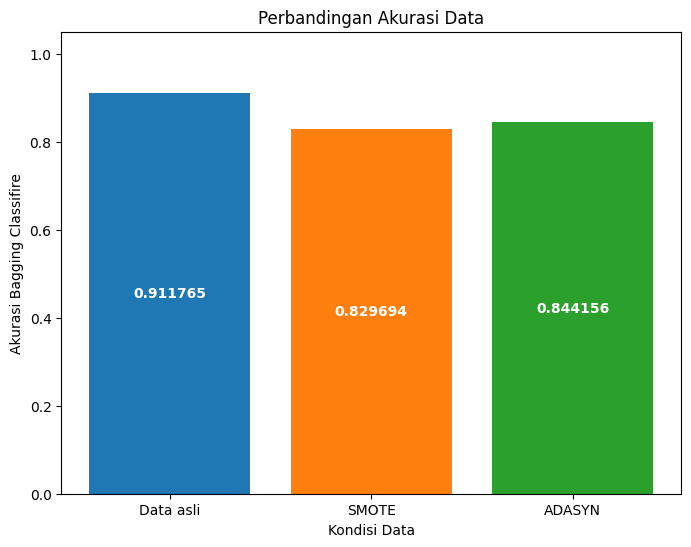 Perbandingan Akurasi Data
Akurasi Bagging Classifire
1.0
0.8
0.6
0.4
0.2
0.0
0.911765
0.829694
0.844156
Data asli
SMOTE
ADASYN
Kondisi Data